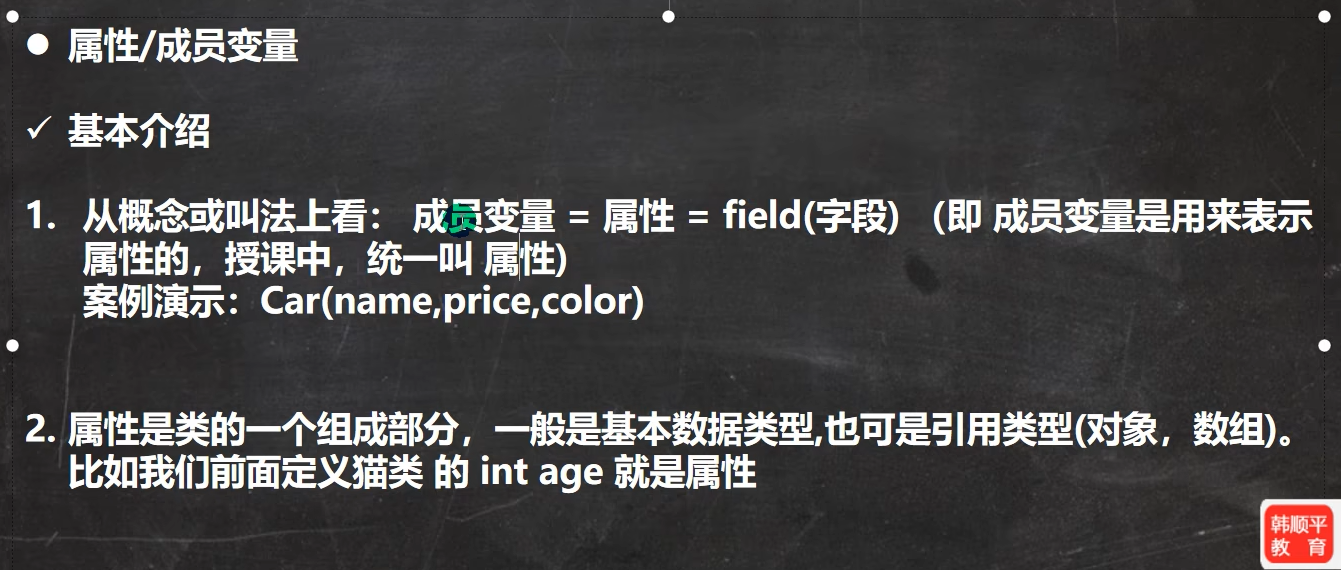 ● 属性/成员变量
✓ 基本介绍
1. 从概念或叫法上看： 成员变量 = 属性 = field(字段) （即 成员变量是用来表示
属性的，授课中，统一叫 属性)
案例演示：Car(name,price,color)
2. 属性是类的一个组成部分，一般是基本数据类型,也可是引用类型(对象，数组)。
比如我们前面定义猫类 的 int age 就是属性
韩顺平
教 育